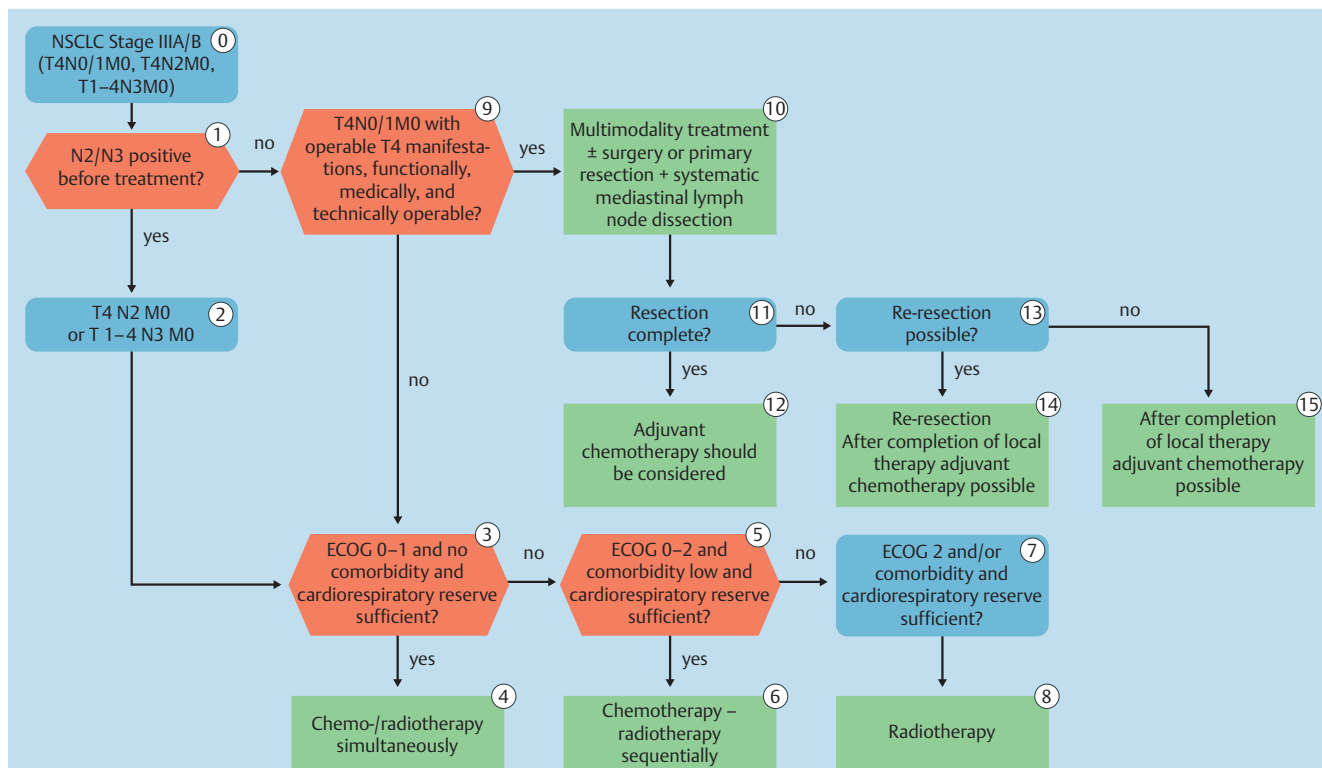 NSCLC Stage IIIA/B
(T4N0/1M0, T4N2M0,
T1–4N3M0)
0
N2/N3 positive
before treatment?
1
no
yes
T4N0/1M0 with
operable T4 manifesta-
tions, functionally,
medically, and
technically operable?
9
yes
no
Multimodality treatment
± surgery or primary
resection + systematic
mediastinal lymph
node dissection
10
T4 N2 M0
or T 1–4 N3 M0
2
Resection
complete?
11
no
yes
Re-resection
possible?
13
no
yes
Adjuvant
chemotherapy should
be considered
12
Re-resection
After completion of local
therapy adjuvant
chemotherapy possible
14
After completion
of local therapy
adjuvant chemotherapy
possible
15
ECOG 0–1 and no
comorbidity and
cardiorespiratory reserve
sufficient?
3
no
yes
ECOG 0–2 and
comorbidity low and
cardiorespiratory reserve
sufficient?
5
no
yes
ECOG 2 and/or
comorbidity and
cardiorespiratory reserve
sufficient?
7
Chemo-/radiotherapy
simultaneously
4
Chemotherapy –
radiotherapy
sequentially
6
Radiotherapy
8